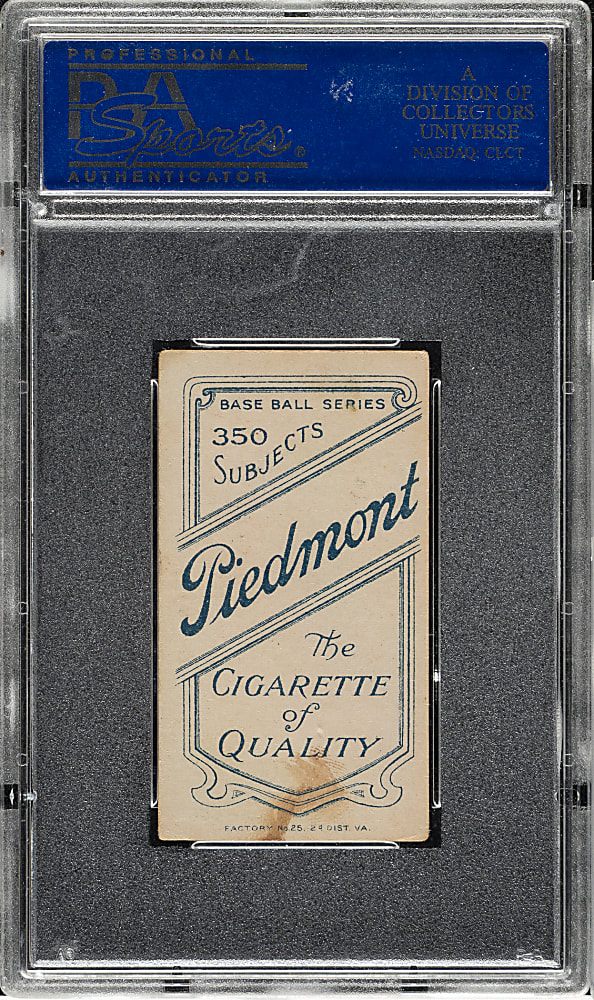 PROFESSIONAL
PSA
Sports®
AUTHENTICATOR
A
DIVISION OF
COLLECTORS
UNIVERSE
NASDAQ: CLCT
BASE BALL SERIES
350
SUBJECTS
Piedmont
The
CIGARETTE
of
QUALITY
FACTORY No. 25, 2d DIST. VA.